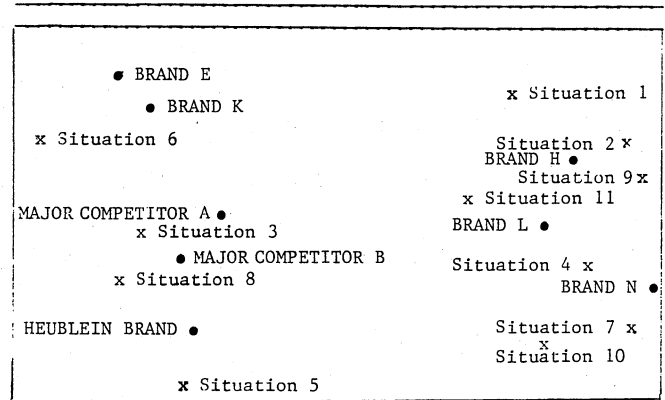 ● BRAND E
x Situation 1
● BRAND K
x Situation 6
Situation 2 x
BRAND H ●
Situation 9 x
x Situation 11
MAJOR COMPETITOR A ●
BRAND L ●
x Situation 3
● MAJOR COMPETITOR B
Situation 4 x
x Situation 8
BRAND N ●
HEUBLEIN BRAND ●
Situation 7 x
x
Situation 10
x Situation 5